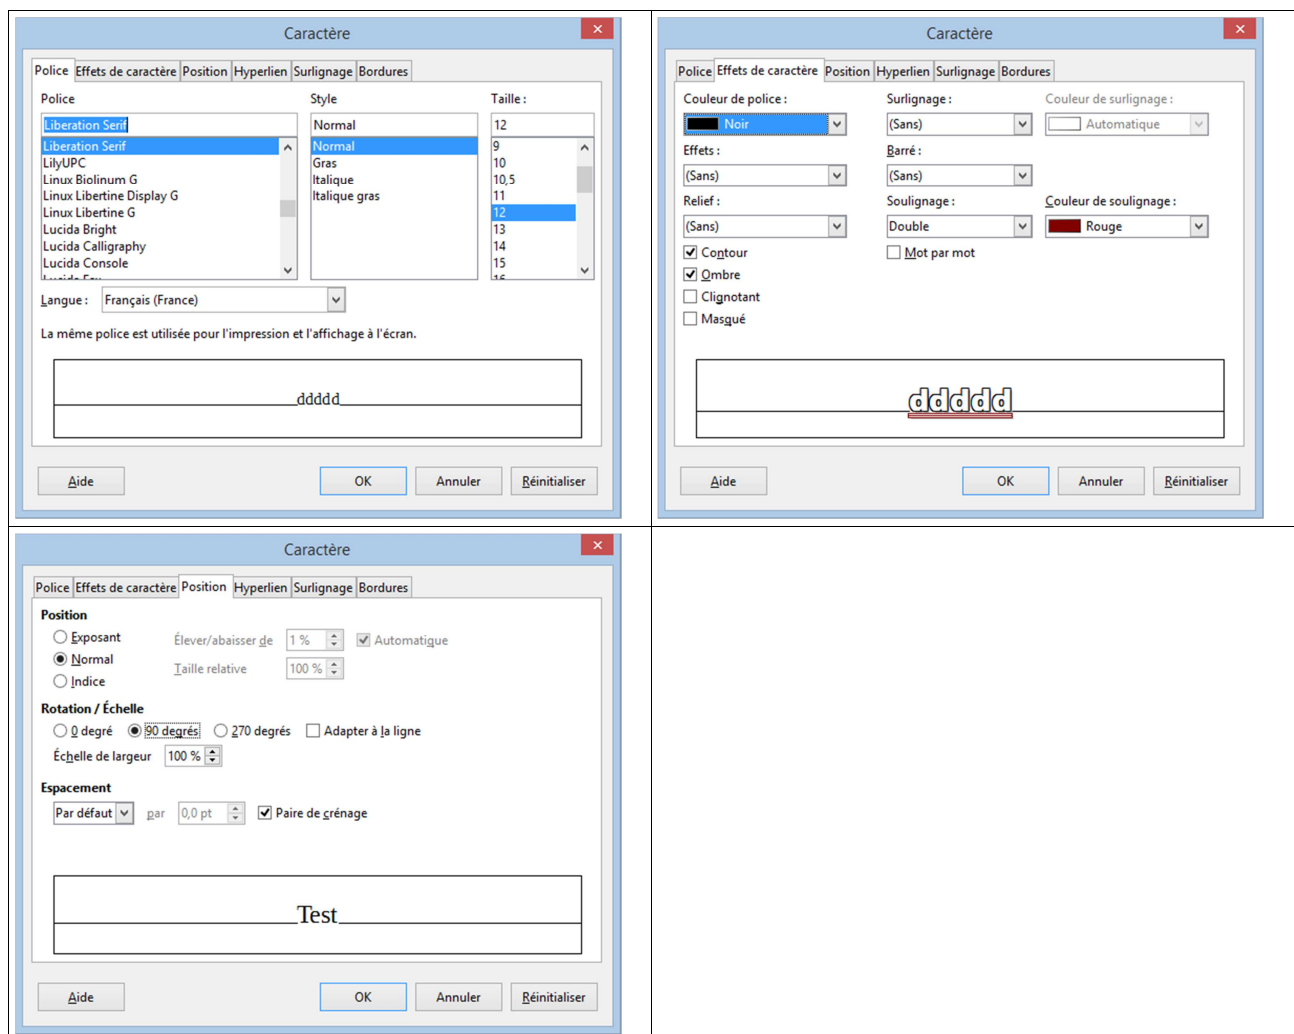 Caractère
Police Effets de caractère Position Hyperlien Surlignage Bordures
Police Style Taille :
Liberation Serif Normal 12
Liberation Serif Normal 9
LilyUPC Gras 10
Linux Biolinum G Italique 10,5
Linux Libertine Display G Italique gras 11
Linux Libertine G 12
Lucida Bright 13
Lucida Calligraphy 14
Lucida Console 15
Langue : Français (France)
La même police est utilisée pour l'impression et l'affichage à l'écran.
ddddd
Aide OK Annuler Réinitialiser
Caractère
Police Effets de caractère Position Hyperlien Surlignage Bordures
Couleur de police : Surlignage : Couleur de surlignage :
Noir (Sans) Automatique
Effets : Barré :
(Sans) (Sans)
Relief : Soulignage : Couleur de soulignage :
(Sans) Double Rouge
Contour Mot par mot
Ombre
Clignotant
Masqué
ddddd
Aide OK Annuler Réinitialiser
Caractère
Police Effets de caractère Position Hyperlien Surlignage Bordures
Position
Exposant Élever/abaisser de 1 % Automatique
Normal Taille relative 100 %
Indice
Rotation / Échelle
0 degré 90 degrés 270 degrés Adapter à la ligne
Échelle de largeur 100 %
Espacement
Par défaut par 0,0 pt Paire de crénage
Test
Aide OK Annuler Réinitialiser